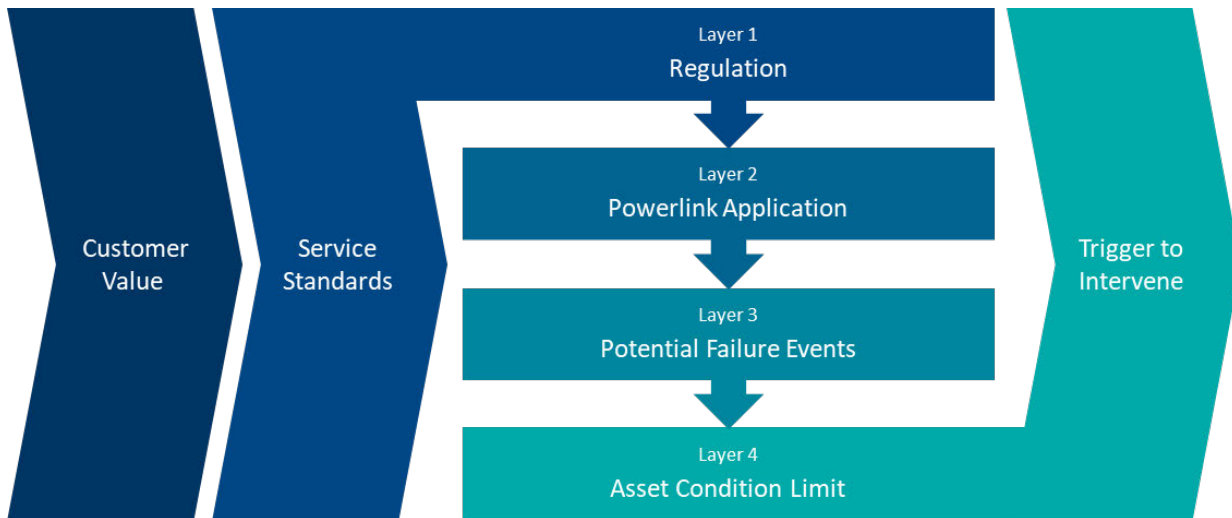 Customer
Value
Service
Standards
Layer 1
Regulation
Layer 2
Powerlink Application
Layer 3
Potential Failure Events
Layer 4
Asset Condition Limit
Trigger to
Intervene